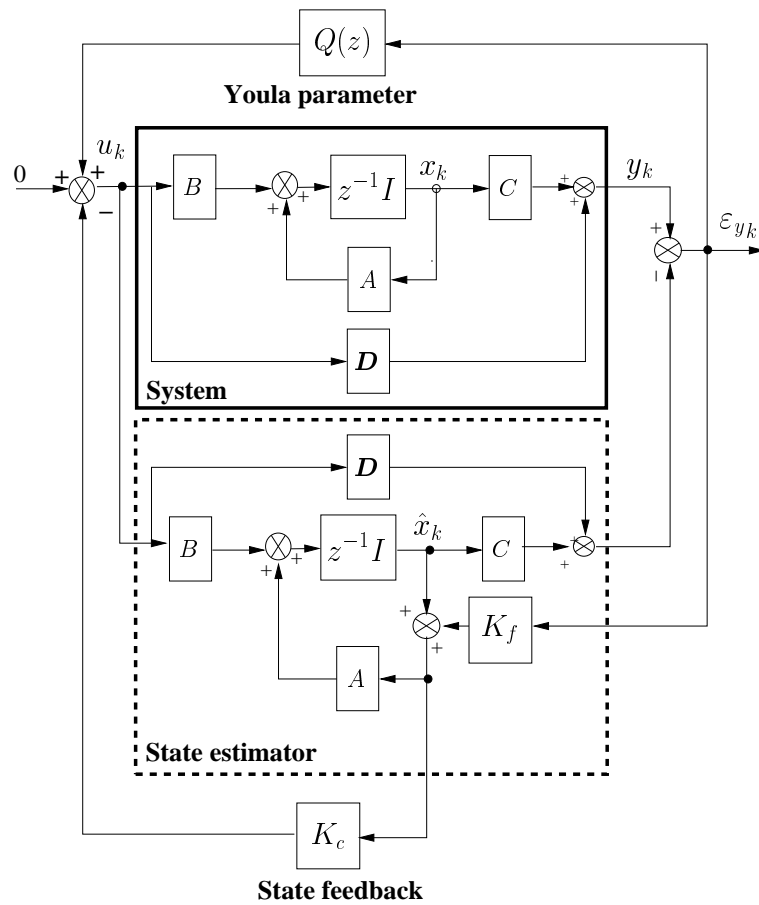 Q(z)
Youla parameter
0 + + − u_k
B + + z^{-1}I x_k C + + y_k
A
+ − ε_{y_k}
D
System
D
B + + z^{-1}I x̂_k C + +
+ + K_f
A
State estimator
K_c
State feedback